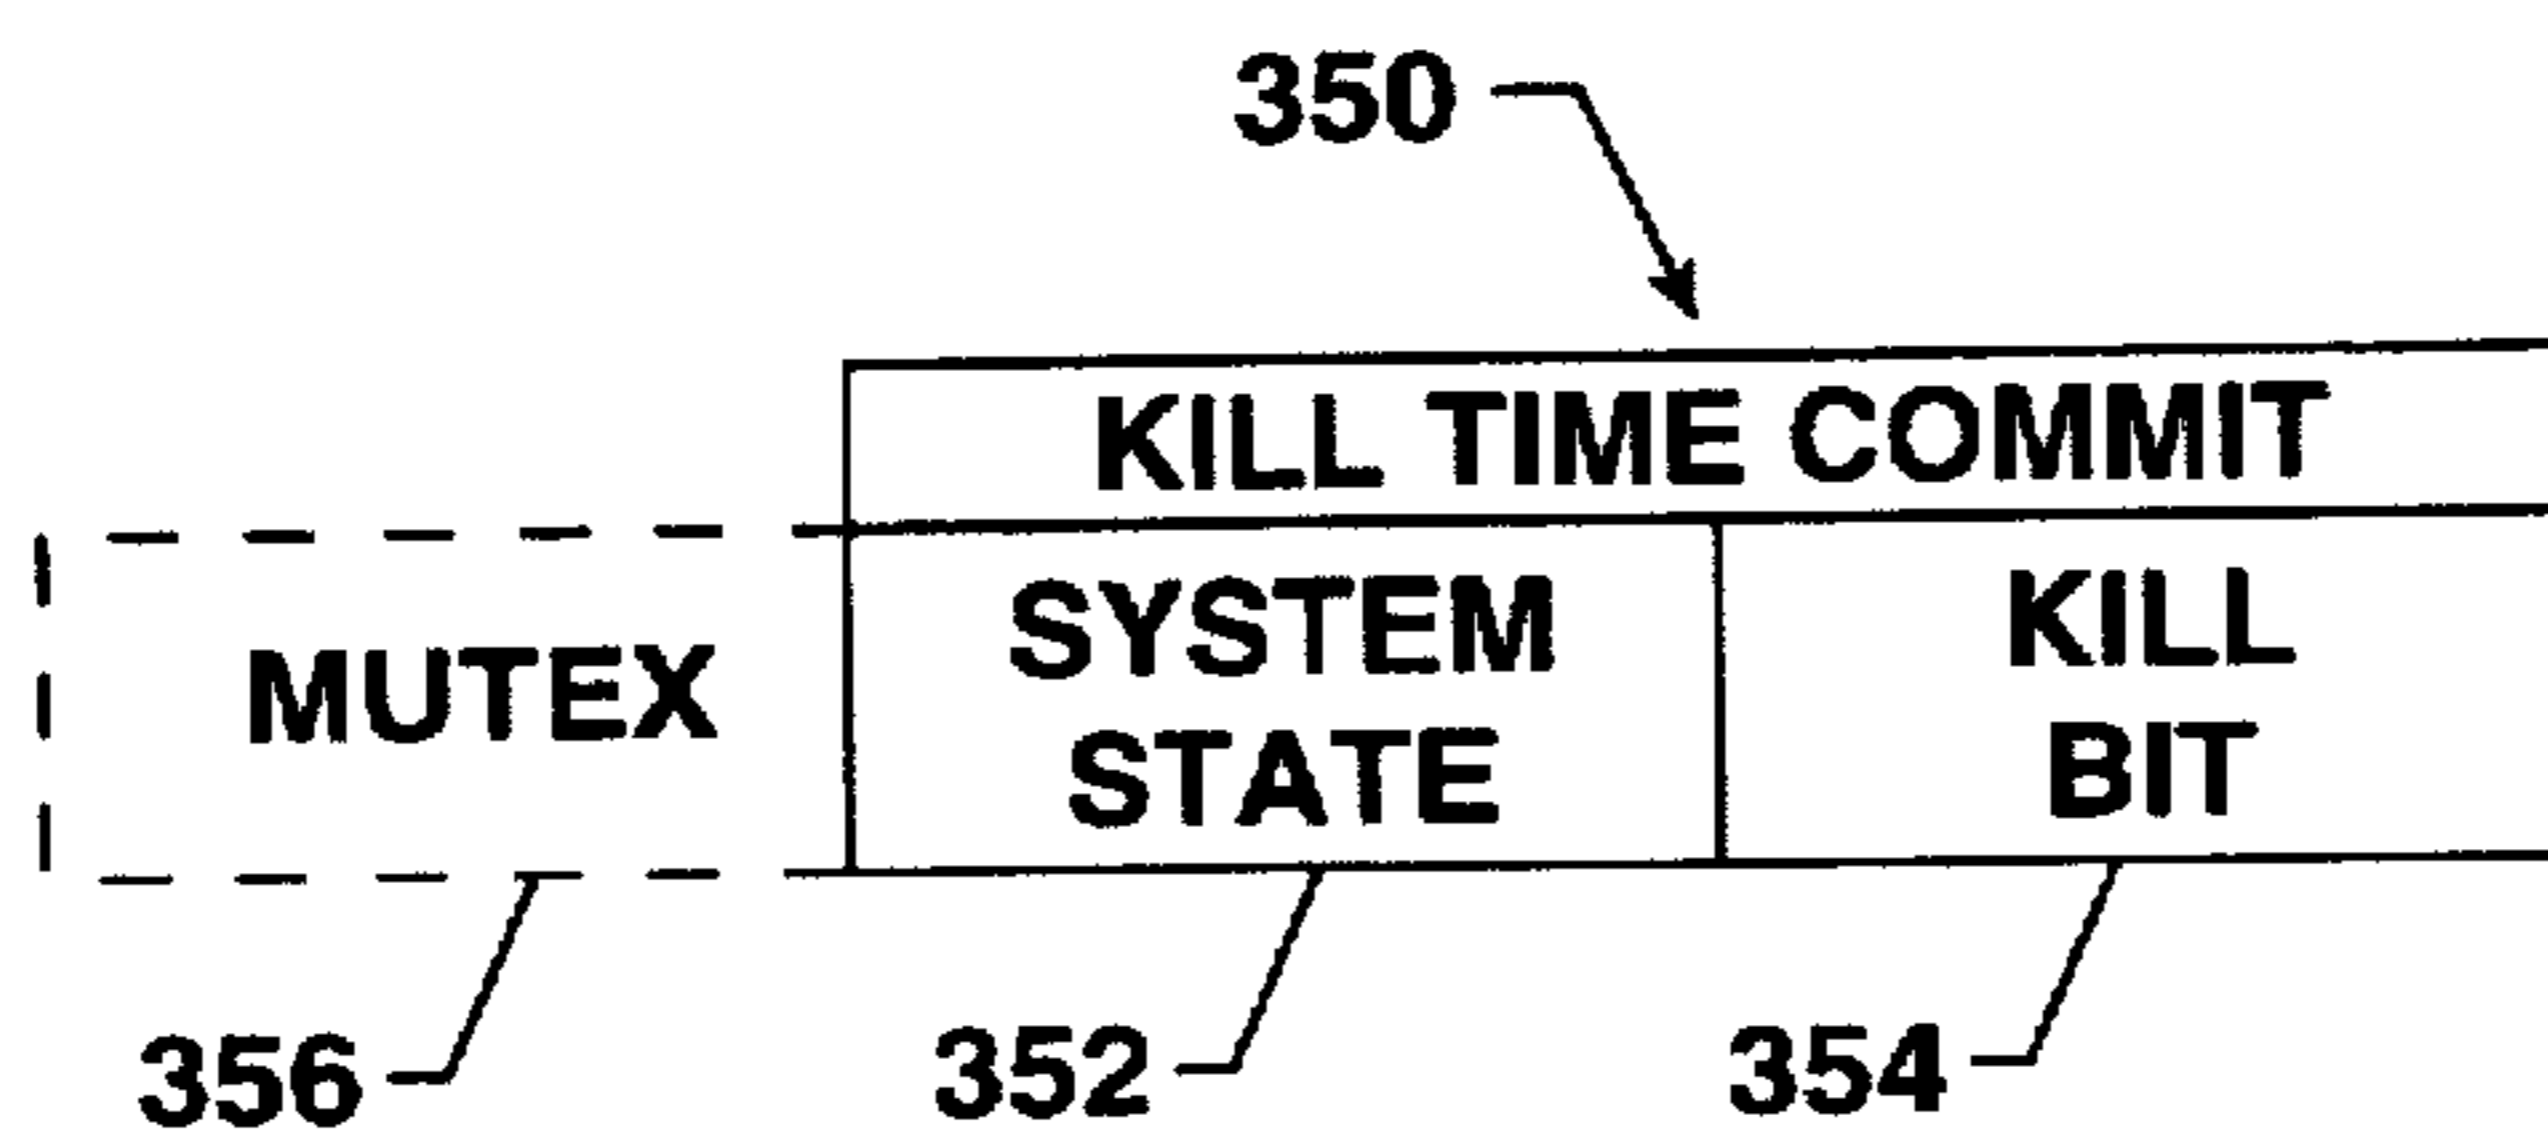 350
KILL TIME COMMIT
MUTEX
SYSTEM
STATE
KILL
BIT
356
352
354